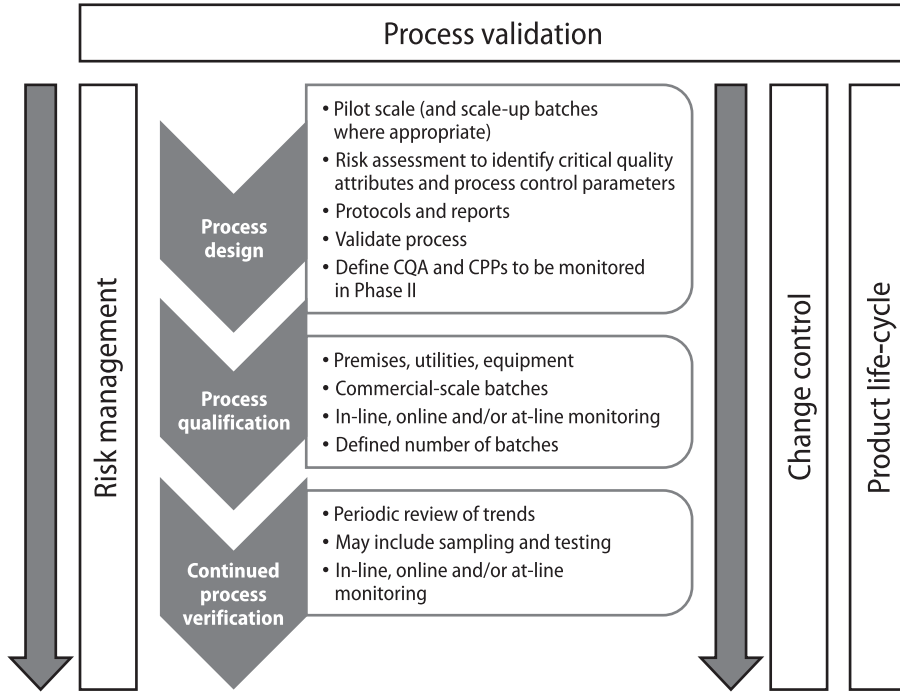 Process validation
Risk management
Process
design
• Pilot scale (and scale-up batches
where appropriate)
• Risk assessment to identify critical quality
attributes and process control parameters
• Protocols and reports
• Validate process
• Define CQA and CPPs to be monitored
in Phase II
Process
qualification
• Premises, utilities, equipment
• Commercial-scale batches
• In-line, online and/or at-line monitoring
• Defined number of batches
Continued
process
verification
• Periodic review of trends
• May include sampling and testing
• In-line, online and/or at-line
monitoring
Change control
Product life-cycle